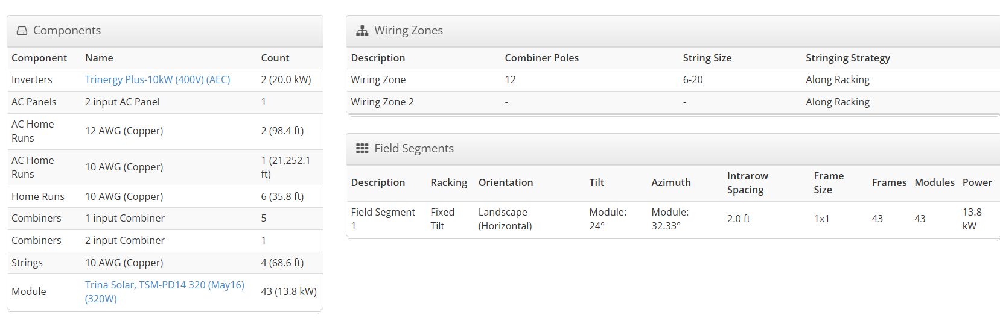 Components
Component Name Count
Inverters Trinergy Plus-10kW (400V) (AEC) 2 (20.0 kW)
AC Panels 2 input AC Panel 1
AC Home Runs 12 AWG (Copper) 2 (98.4 ft)
AC Home Runs 10 AWG (Copper) 1 (21,252.1 ft)
Home Runs 10 AWG (Copper) 6 (35.8 ft)
Combiners 1 input Combiner 5
Combiners 2 input Combiner 1
Strings 10 AWG (Copper) 4 (68.6 ft)
Module Trina Solar, TSM-PD14 320 (May16) (320W) 43 (13.8 kW)
Wiring Zones
Description Combiner Poles String Size Stringing Strategy
Wiring Zone 12 6-20 Along Racking
Wiring Zone 2 - - Along Racking
Field Segments
Description Racking Orientation Tilt Azimuth Intrarow Spacing Frame Size Frames Modules Power
Field Segment 1 Fixed Tilt Landscape (Horizontal) Module: 24° Module: 32.33° 2.0 ft 1x1 43 43 13.8 kW